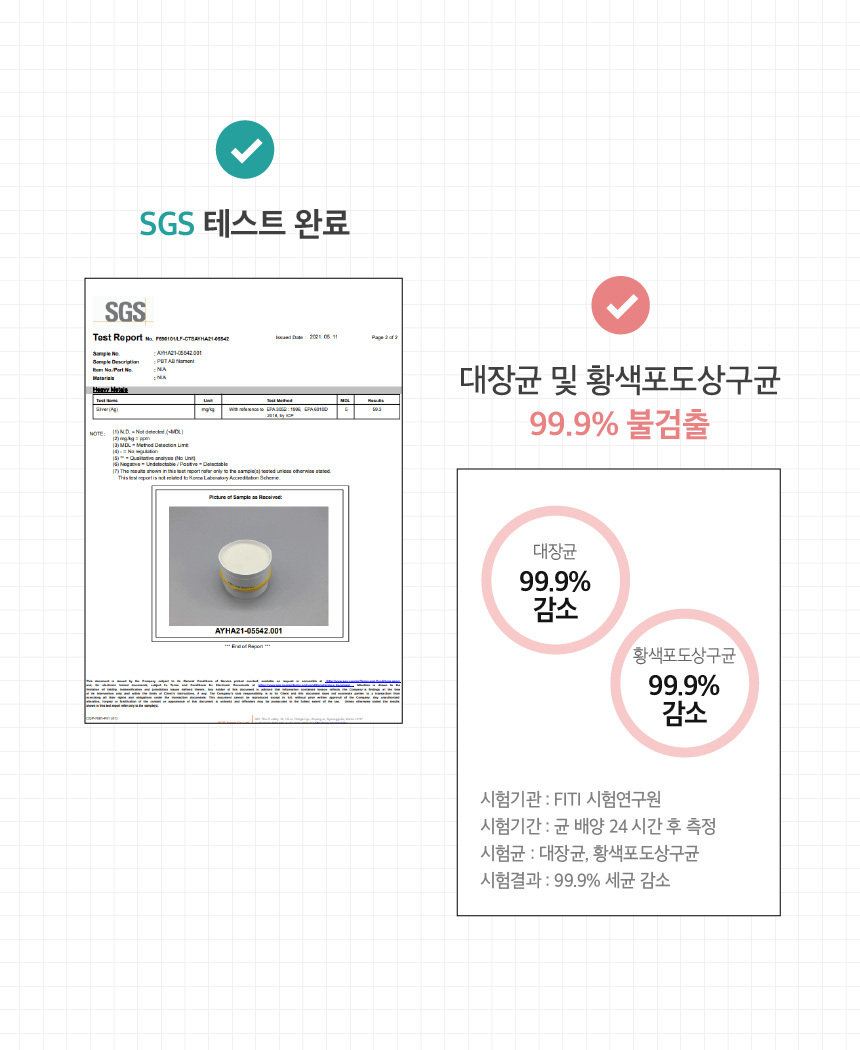 SGS 테스트 완료
SGS
Test Report No. F690101/LF-CTSAYHA21-05542
Issued Date : 2021. 05. 11
Page 2 of 2
Sample No. : AYHA21-05542.001
Sample Description : PBT AB filament
Item No./Part No. : N/A
Materials : N/A
Heavy Metals
Test Items Unit Test Method MDL Results
Silver (Ag) mg/kg With reference to EPA 3052 : 1996, EPA 6010D : 2018, by ICP 5
NOTE : (1) N.D. = Not detected.(<MDL)
(2) mg/kg = ppm
(3) MDL = Method Detection Limit
(4) - = No regulation
(5) ** = Qualitative analysis (No Unit)
(6) Negative = Undetectable / Positive = Detectable
(7) The results shown in this test report refer only to the sample(s) tested unless otherwise stated.
This test report is not related to Korea Laboratory Accreditation Scheme.
Picture of Sample as Received:
AYHA21-05542.001
*** End of Report ***
대장균 및 황색포도상구균
99.9% 불검출
대장균
99.9%
감소
황색포도상구균
99.9%
감소
시험기관 : FITI 시험연구원
시험기간 : 균 배양 24 시간 후 측정
시험균 : 대장균, 황색포도상구균
시험결과 : 99.9% 세균 감소